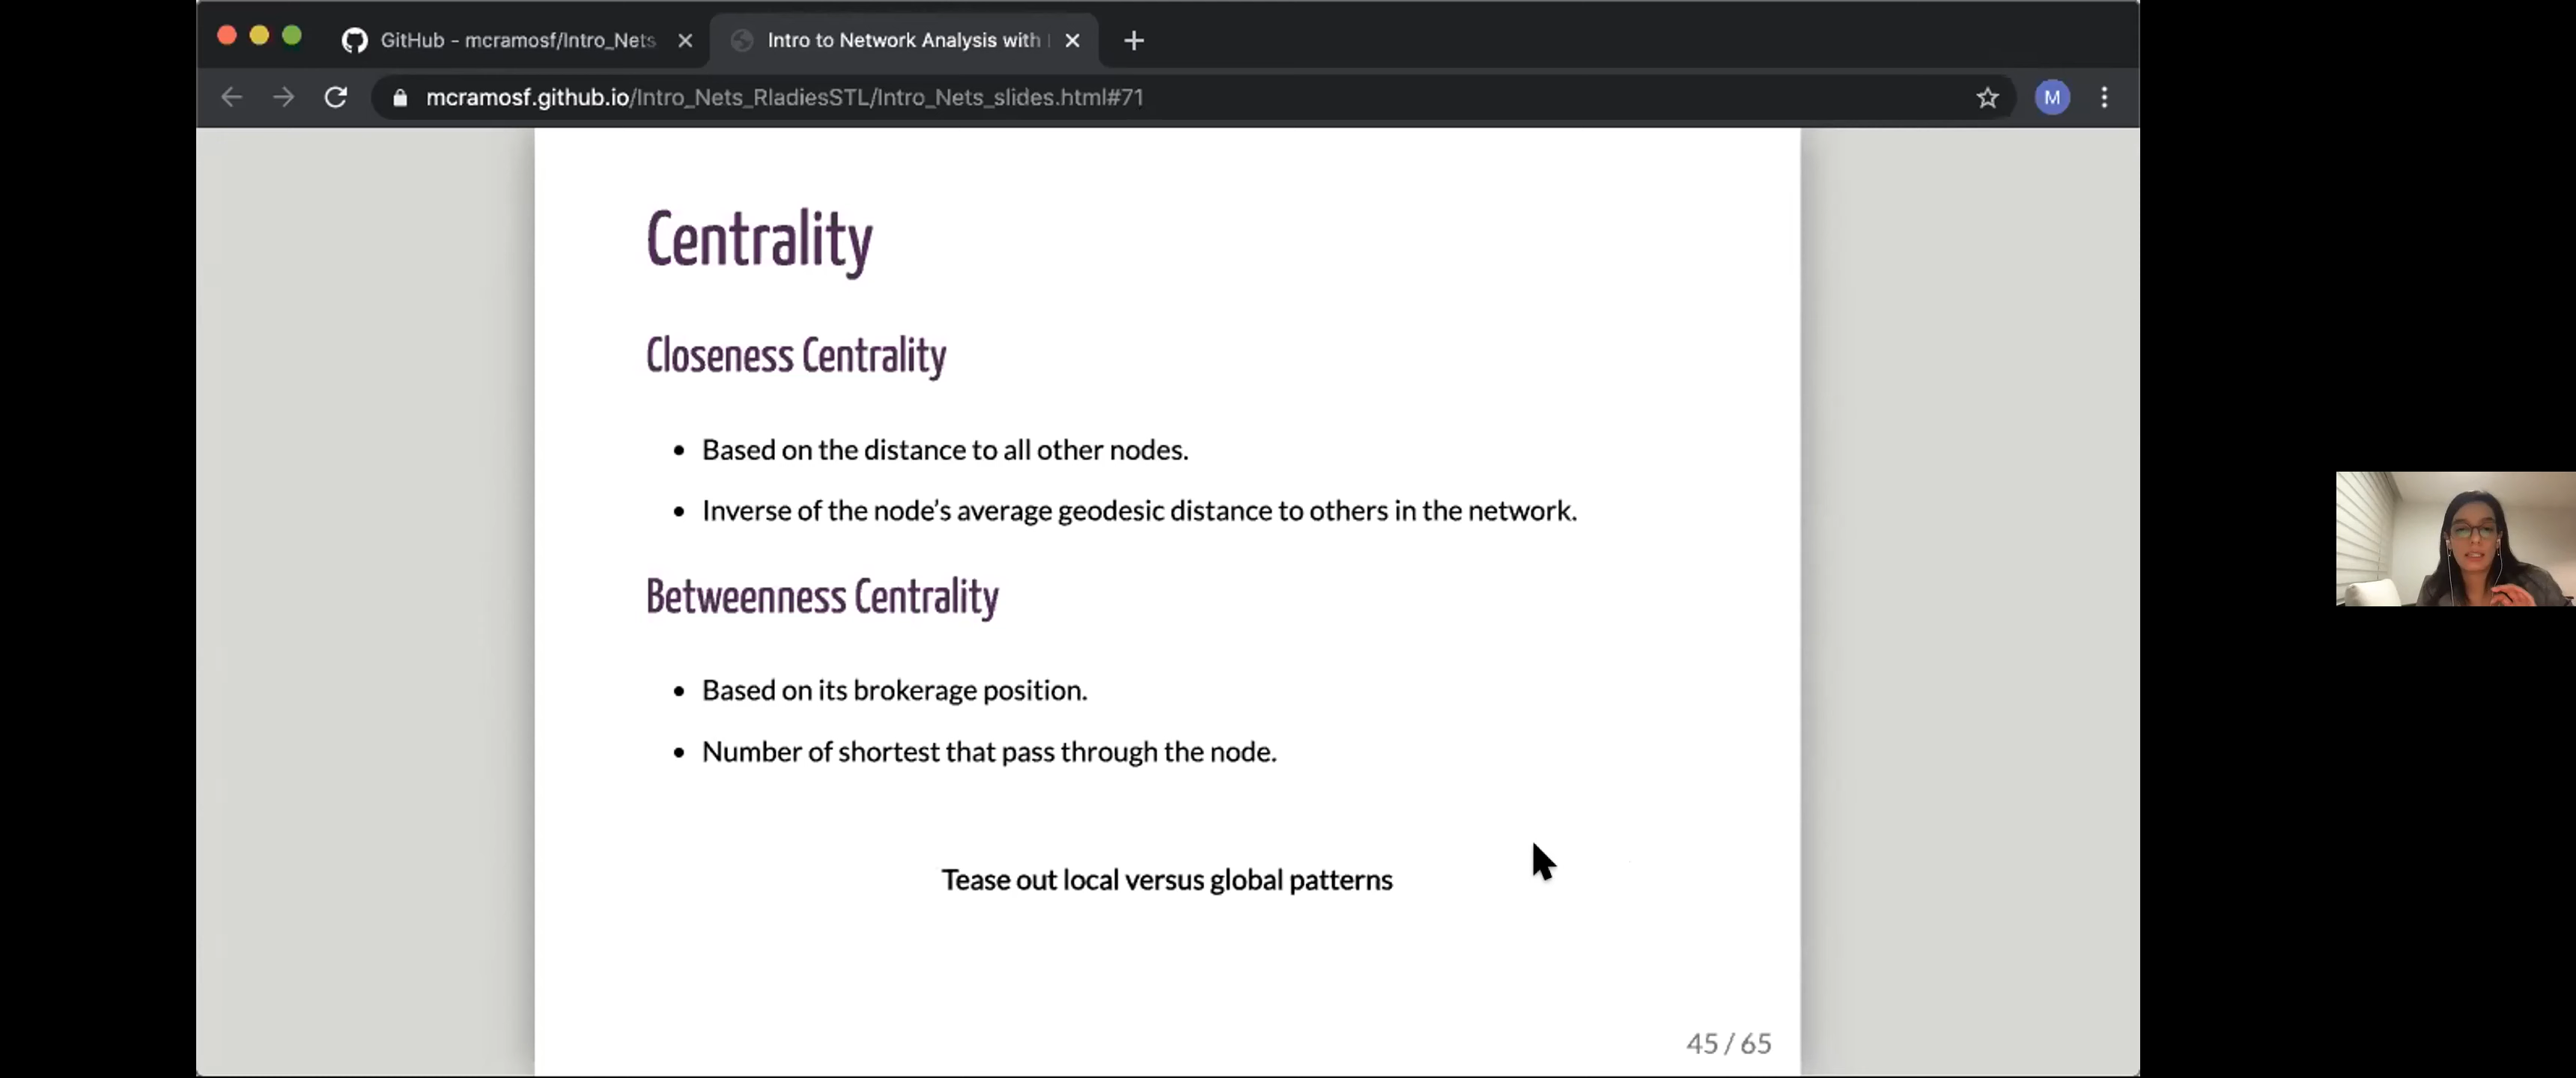 GitHub - mcramosf/Intro_Nets
Intro to Network Analysis with
mcramosf.github.io/Intro_Nets_RladiesSTL/Intro_Nets_slides.html#71
M
Centrality
Closeness Centrality
• Based on the distance to all other nodes.
• Inverse of the node’s average geodesic distance to others in the network.
Betweenness Centrality
• Based on its brokerage position.
• Number of shortest that pass through the node.
Tease out local versus global patterns
45 / 65